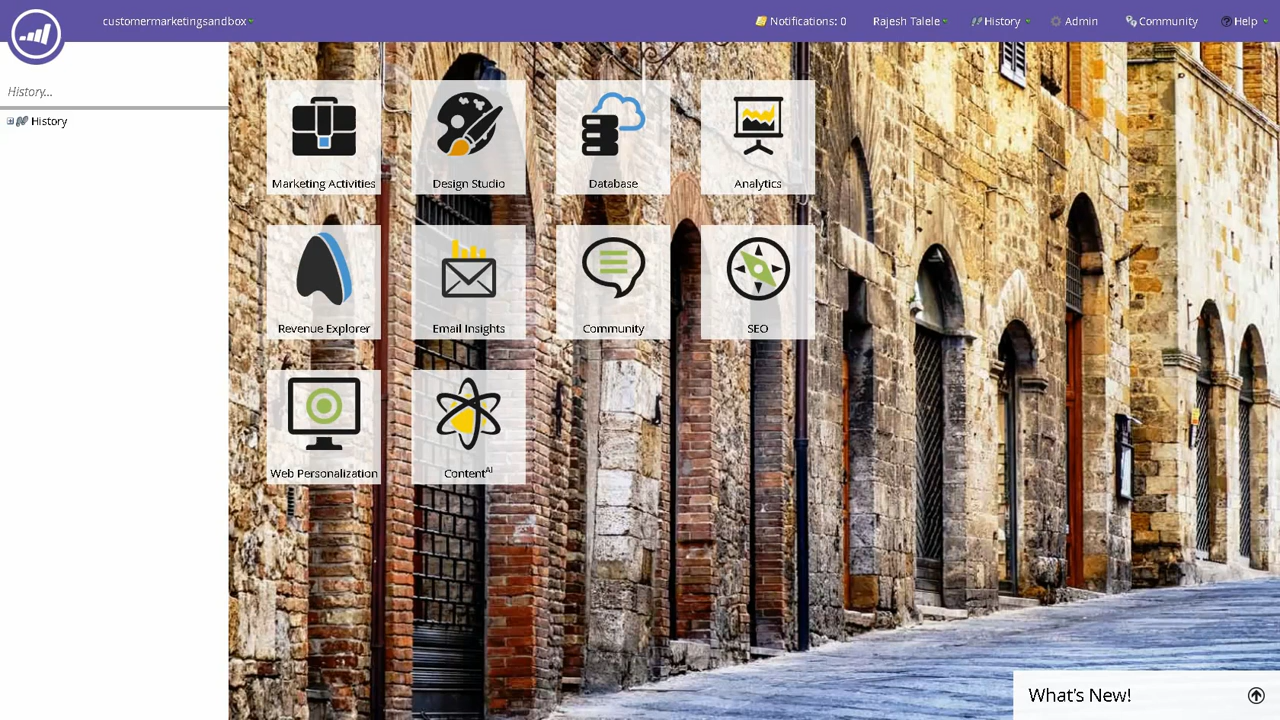 customermarketingsandbox
Notifications: 0
Rajesh Talele
History
Admin
Community
Help
History...
History
Marketing Activities
Design Studio
Database
Analytics
Revenue Explorer
Email Insights
Community
SEO
Web Personalization
ContentAI
What's New!